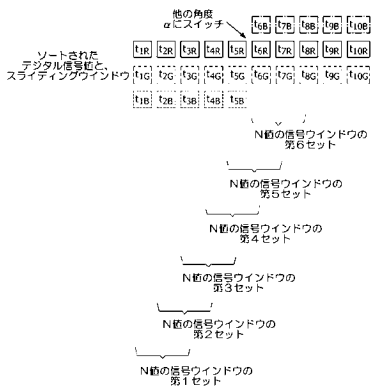 他の角度
αにスイッチ
t6B t7B t8B t9B t10B
ソートされた
デジタル信号値と、
スライディングウインドウ
t1R t2R t3R t4R t5R t6R t7R t8R t9R t10R
t1G t2G t3G t4G t5G t6G t7G t8G t9G t10G
t1B t2B t3B t4B t5B
N値の信号ウインドウの
第6セット
N値の信号ウインドウの
第5セット
N値の信号ウインドウの
第4セット
N値の信号ウインドウの
第3セット
N値の信号ウインドウの
第2セット
N値の信号ウインドウの
第1セット